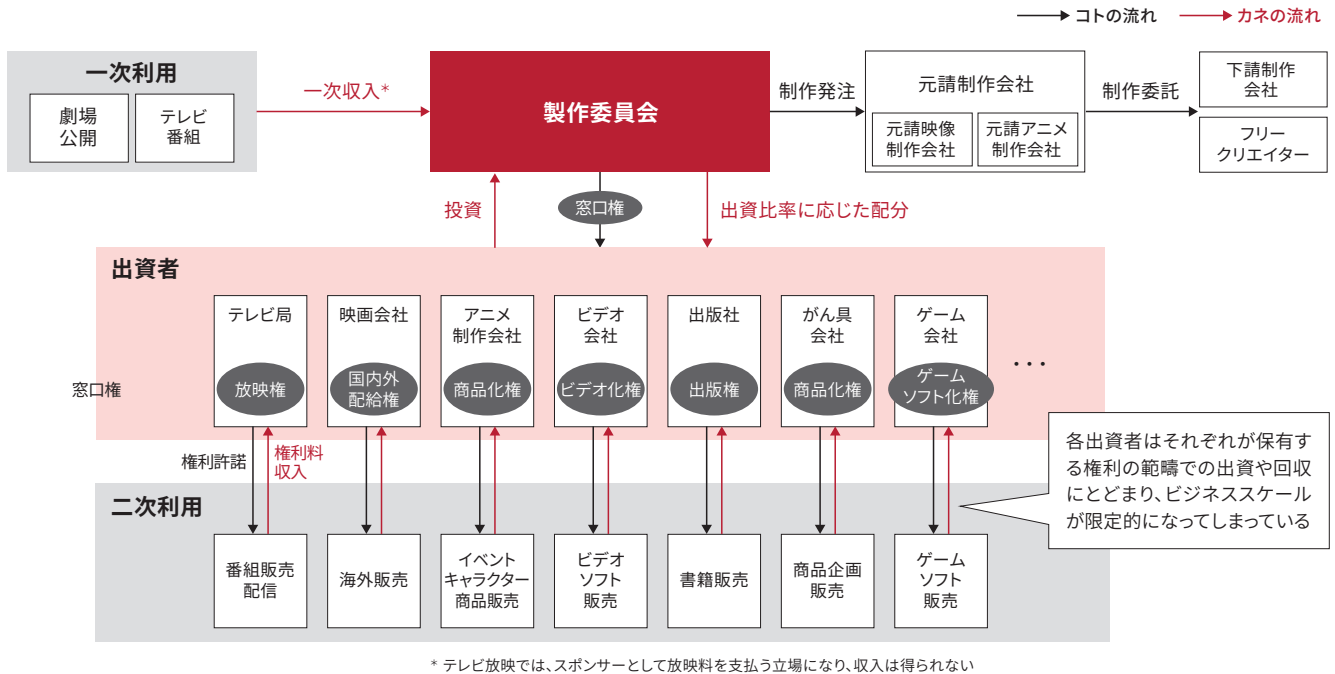 コトの流れ
カネの流れ
一次利用
劇場
公開
テレビ
番組
一次収入*
製作委員会
制作発注
元請制作会社
元請映像
制作会社
元請アニメ
制作会社
制作委託
下請制作
会社
フリー
クリエイター
投資
窓口権
出資比率に応じた配分
出資者
テレビ局
映画会社
アニメ
制作会社
ビデオ
会社
出版社
がん具
会社
ゲーム
会社
・・・
窓口権
放映権
国内外
配給権
商品化権
ビデオ化権
出版権
商品化権
ゲーム
ソフト化権
権利許諾
権利料
収入
各出資者はそれぞれが保有す
る権利の範疇での出資や回収
にとどまり、ビジネススケール
が限定的になってしまっている
二次利用
番組販売
配信
海外販売
イベント
キャラクター
商品販売
ビデオ
ソフト
販売
書籍販売
商品企画
販売
ゲーム
ソフト
販売
* テレビ放映では、スポンサーとして放映料を支払う立場になり、収入は得られない